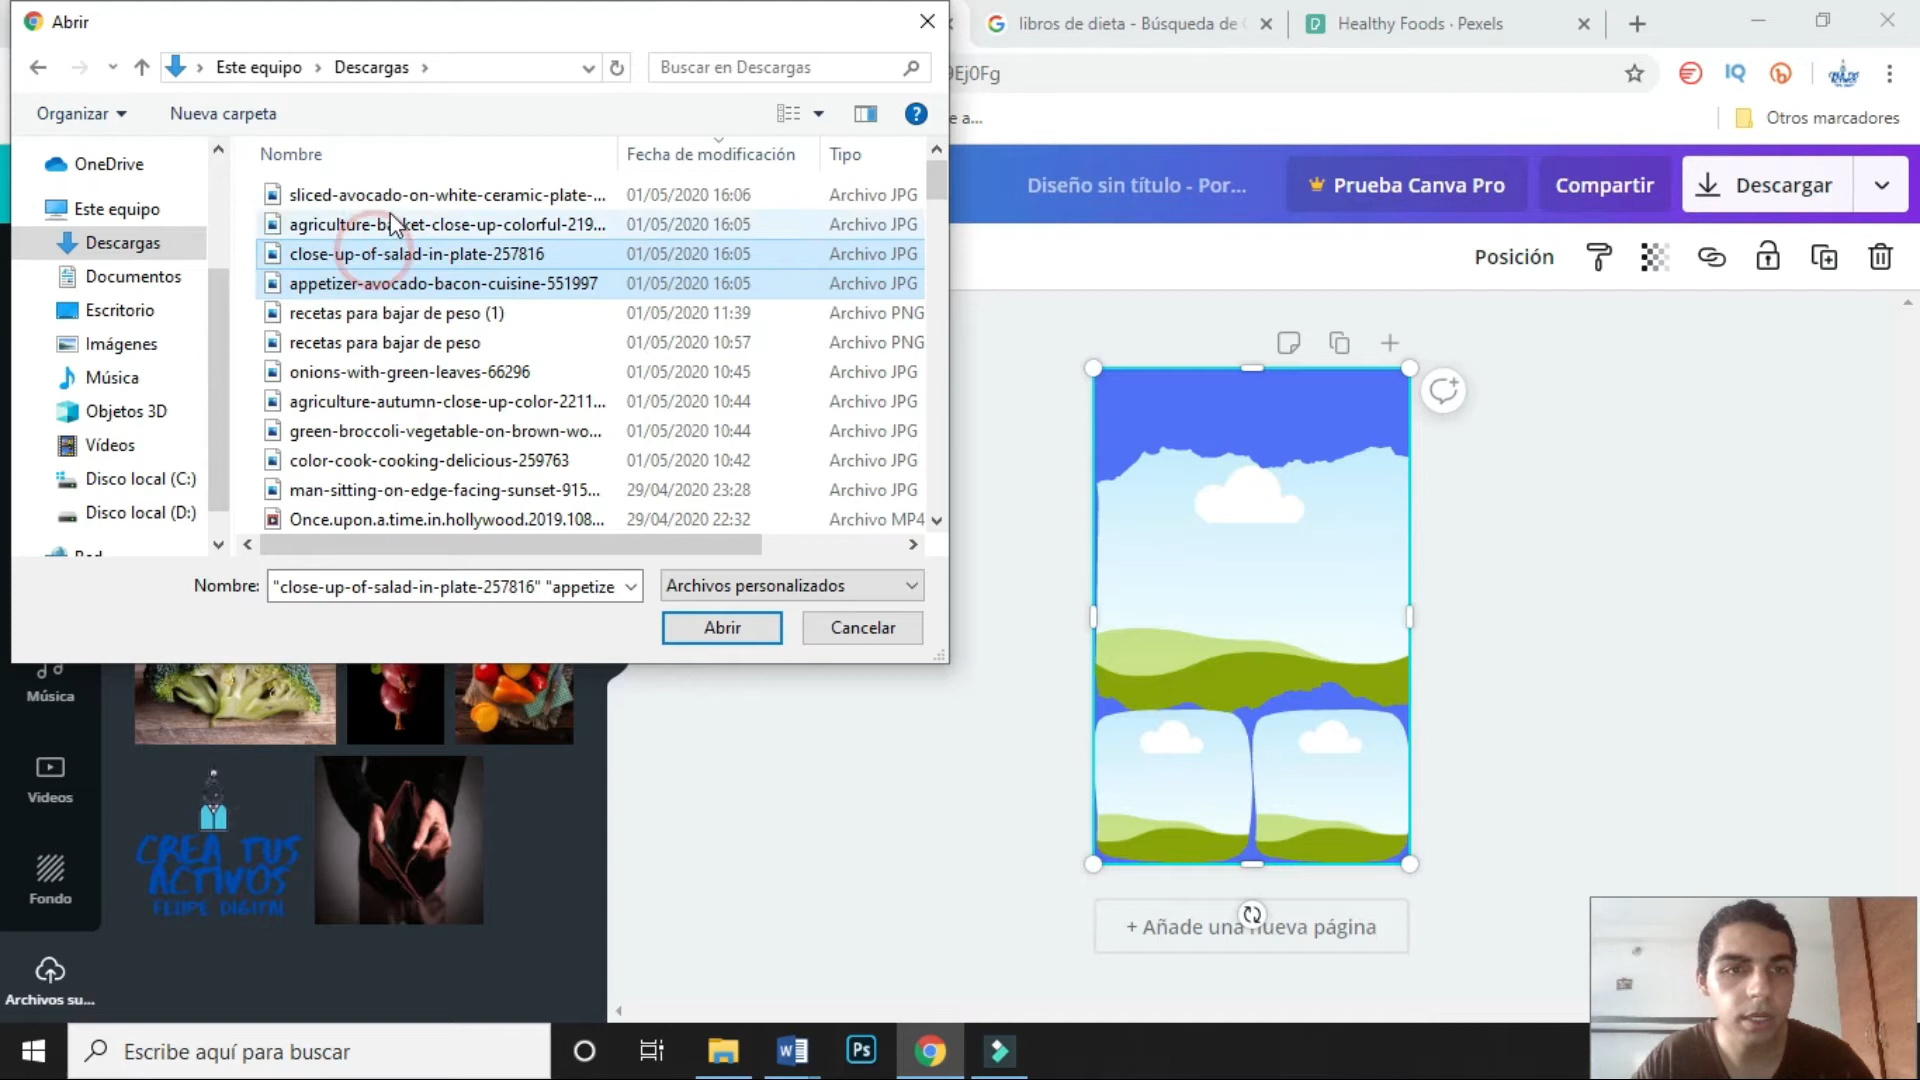 Abrir
libros de dieta - Búsqueda de
Healthy Foods · Pexels
Este equipo
Descargas
Buscar en Descargas
9Ej0Fg
IQ
Organizar
Nueva carpeta
e a...
Otros marcadores
OneDrive
Este equipo
Descargas
Documentos
Escritorio
Imágenes
Música
Objetos 3D
Vídeos
Disco local (C:)
Disco local (D:)
Nombre
Fecha de modificación
Tipo
sliced-avocado-on-white-ceramic-plate-... 01/05/2020 16:06 Archivo JPG
agriculture-basket-close-up-colorful-219... 01/05/2020 16:05 Archivo JPG
close-up-of-salad-in-plate-257816 01/05/2020 16:05 Archivo JPG
appetizer-avocado-bacon-cuisine-551997 01/05/2020 16:05 Archivo JPG
recetas para bajar de peso (1) 01/05/2020 11:39 Archivo PNG
recetas para bajar de peso 01/05/2020 10:57 Archivo PNG
onions-with-green-leaves-66296 01/05/2020 10:45 Archivo JPG
agriculture-autumn-close-up-color-2211... 01/05/2020 10:44 Archivo JPG
green-broccoli-vegetable-on-brown-wo... 01/05/2020 10:44 Archivo JPG
color-cook-cooking-delicious-259763 01/05/2020 10:42 Archivo JPG
man-sitting-on-edge-facing-sunset-915... 29/04/2020 23:28 Archivo JPG
Once.upon.a.time.in.hollywood.2019.108... 29/04/2020 22:32 Archivo MP4
Nombre:
"close-up-of-salad-in-plate-257816" "appetize
Archivos personalizados
Abrir
Cancelar
Diseño sin título - Por...
Prueba Canva Pro
Compartir
Descargar
Posición
Música
Videos
Fondo
Archivos su...
CREA TUS
ACTIVOS
FELIPE DIGITAL
+ Añade una nueva página
Escribe aquí para buscar
Ps